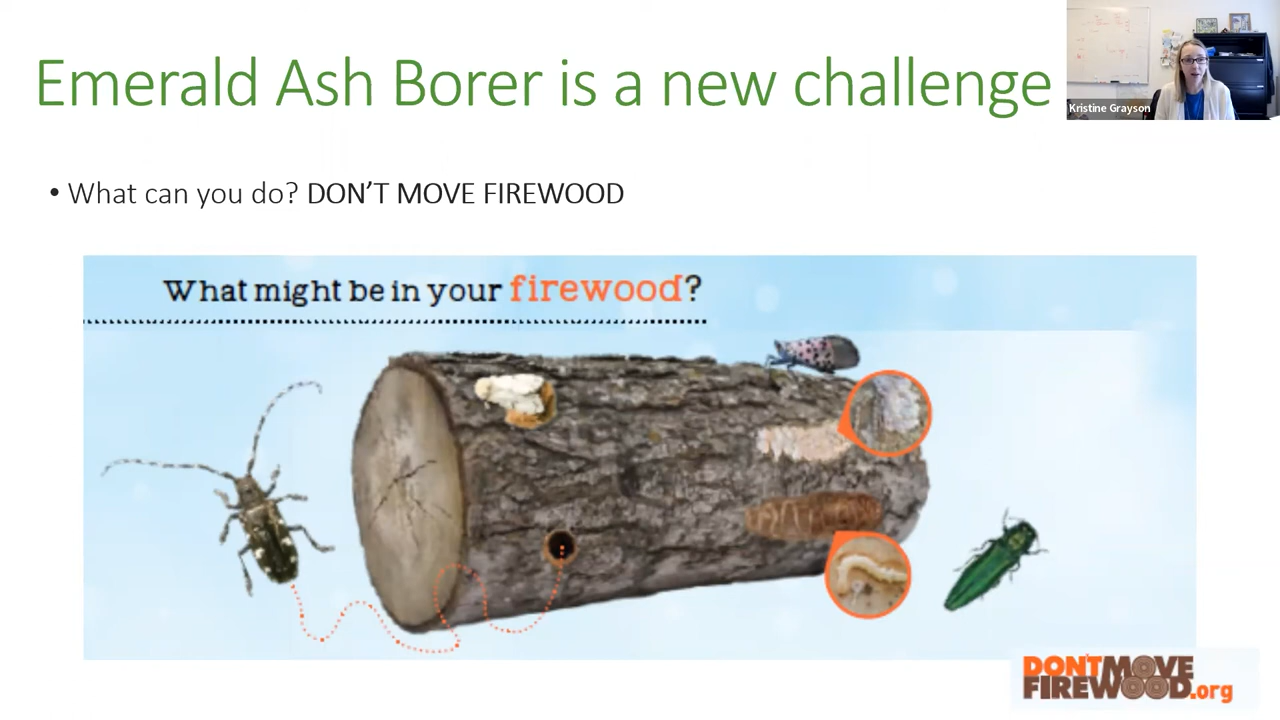 Emerald Ash Borer is a new challenge
Kristine Grayson
• What can you do? DON’T MOVE FIREWOOD
What might be in your firewood?
DONTMOVE
FIREWOOD.org